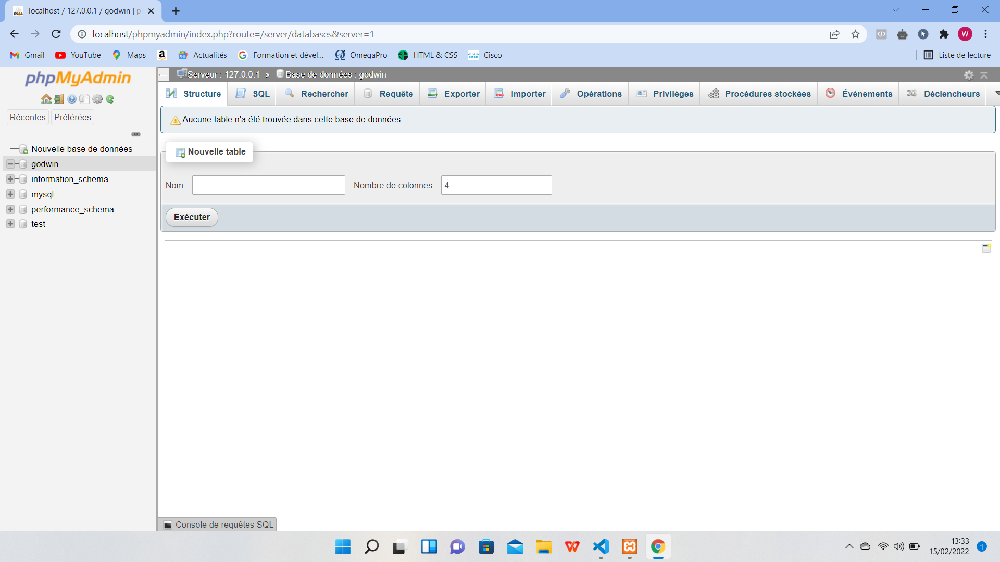 localhost / 127.0.0.1 / godwin | p
localhost/phpmyadmin/index.php?route=/server/databases&server=1
W
Gmail YouTube Maps Actualités Formation et dével... OmegaPro HTML & CSS Cisco Liste de lecture
phpMyAdmin
Récentes Préférées
Nouvelle base de données
godwin
information_schema
mysql
performance_schema
test
Serveur : 127.0.0.1 » Base de données : godwin
Structure SQL Rechercher Requête Exporter Importer Opérations Privilèges Procédures stockées Évènements Déclencheurs
Aucune table n'a été trouvée dans cette base de données.
Nouvelle table
Nom: Nombre de colonnes: 4
Exécuter
Console de requêtes SQL
13:33
15/02/2022
1